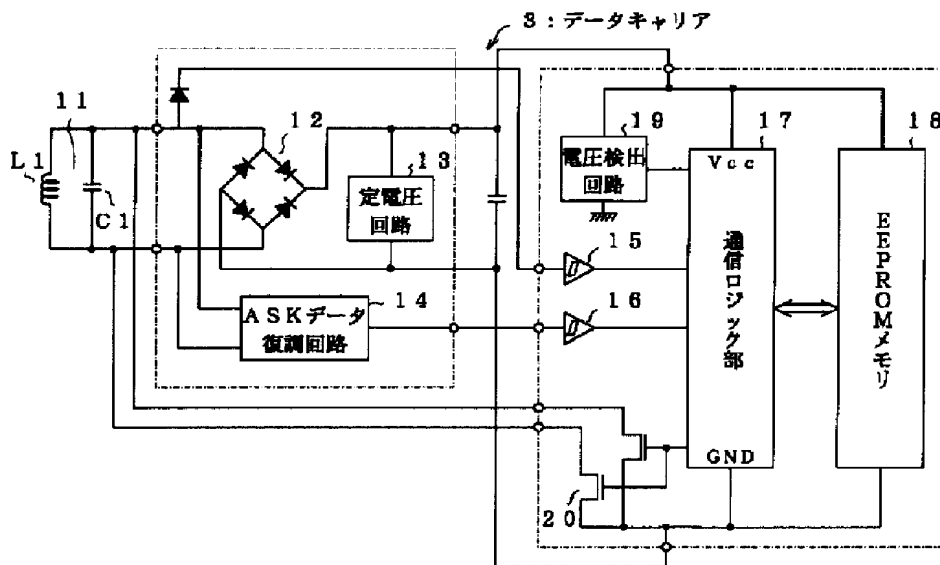 3：データキャリア
11
12
L1
C1
13
定電圧
回路
14
ASKデータ
復調回路
19
電圧検出
回路
17
Vcc
通信ロジック部
GND
18
EEPROMメモリ
15
16
20